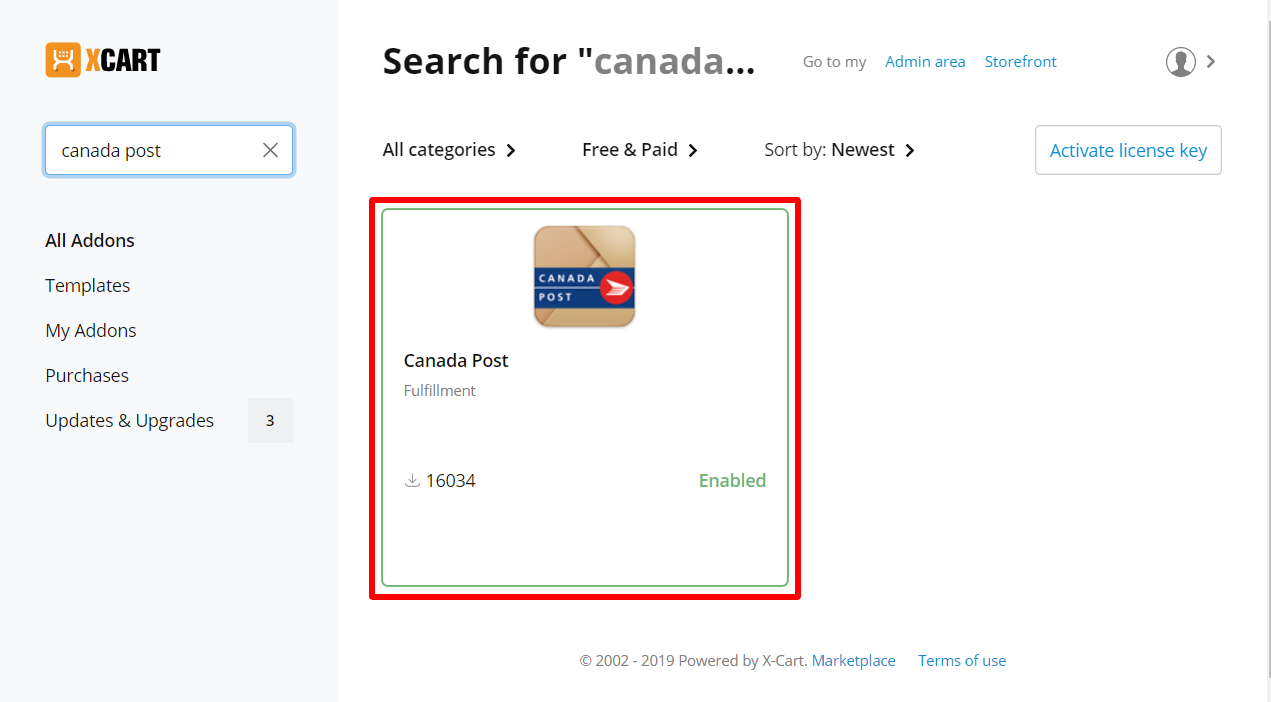 XCART
Search for "canada...
Go to my Admin area Storefront
canada post
All categories Free & Paid Sort by: Newest Activate license key
All Addons
Templates
My Addons
Purchases
Updates & Upgrades 3
CANADA
POST
Canada Post
Fulfillment
16034 Enabled
© 2002 - 2019 Powered by X-Cart. Marketplace Terms of use